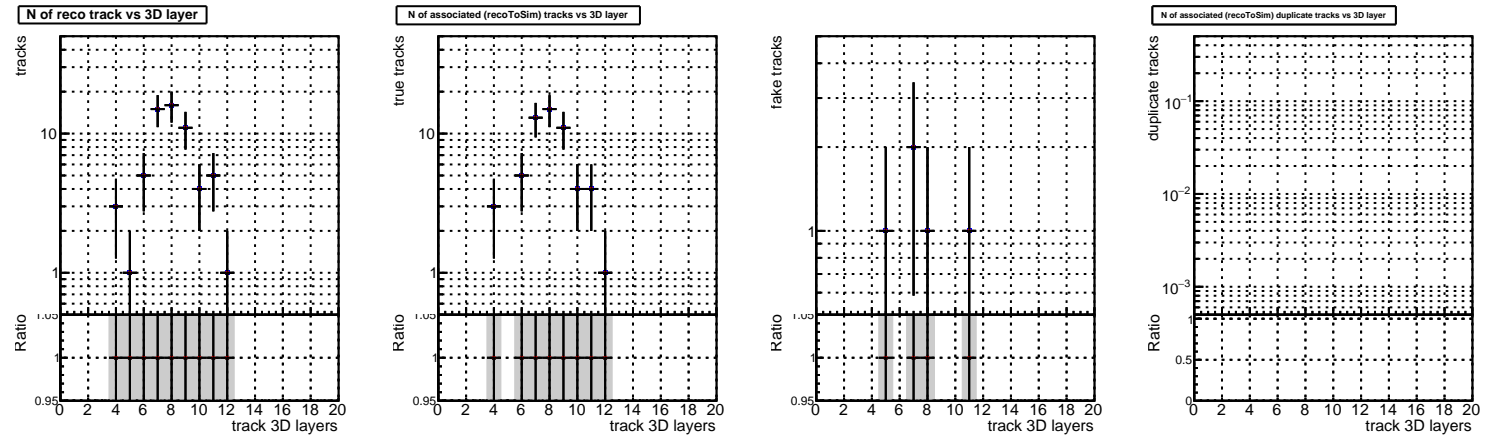 N of reco track vs 3D layer
tracks
10
1
Ratio
1.05
1
0.95
0 2 4 6 8 10 12 14 16 18 20
track 3D layers
N of associated (recoToSim) tracks vs 3D layer
true tracks
10
1
Ratio
1.05
1
0.95
0 2 4 6 8 10 12 14 16 18 20
track 3D layers
fake tracks
1
Ratio
1.05
1
0.95
0 2 4 6 8 10 12 14 16 18 20
track 3D layers
N of associated (recoToSim) duplicate tracks vs 3D layer
duplicate tracks
10⁻¹
10⁻²
10⁻³
Ratio
1
0.5
0
0 2 4 6 8 10 12 14 16 18 20
track 3D layers